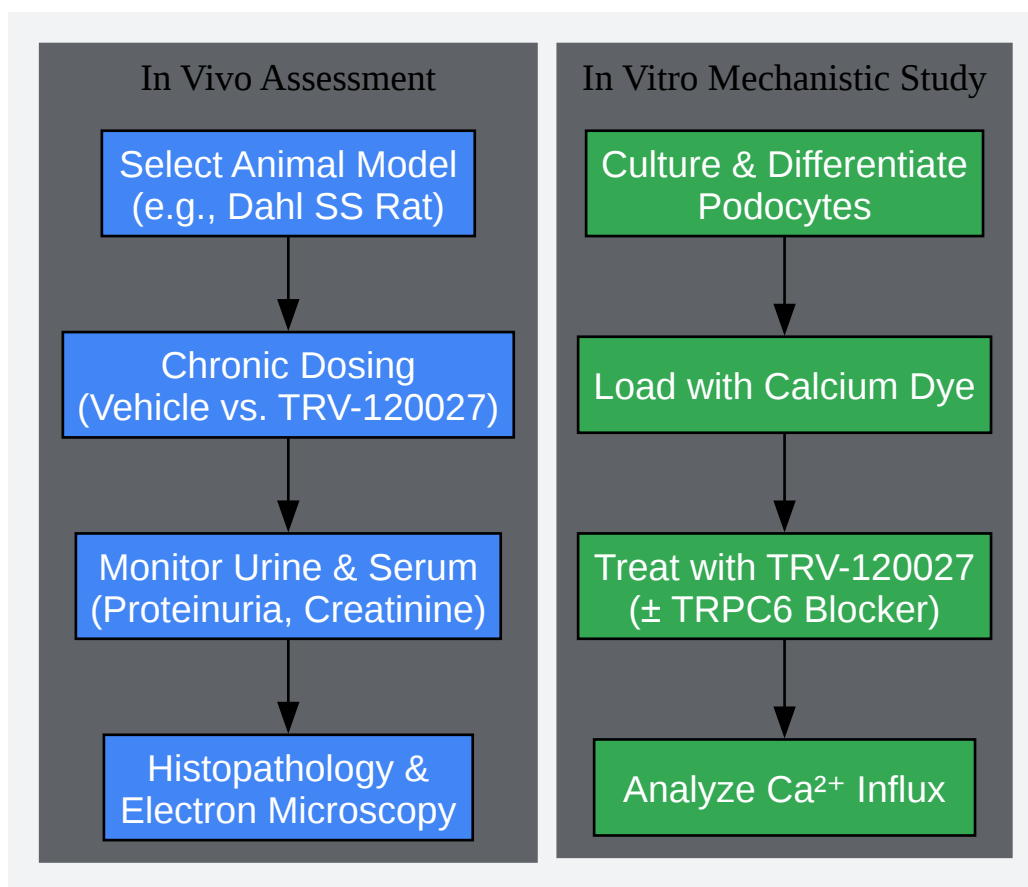 In Vivo Assessment
Select Animal Model
(e.g., Dahl SS Rat)
Chronic Dosing
(Vehicle vs. TRV-120027)
Monitor Urine & Serum
(Proteinuria, Creatinine)
Histopathology &
Electron Microscopy
In Vitro Mechanistic Study
Culture & Differentiate
Podocytes
Load with Calcium Dye
Treat with TRV-120027
(± TRPC6 Blocker)
Analyze Ca²⁺ Influx